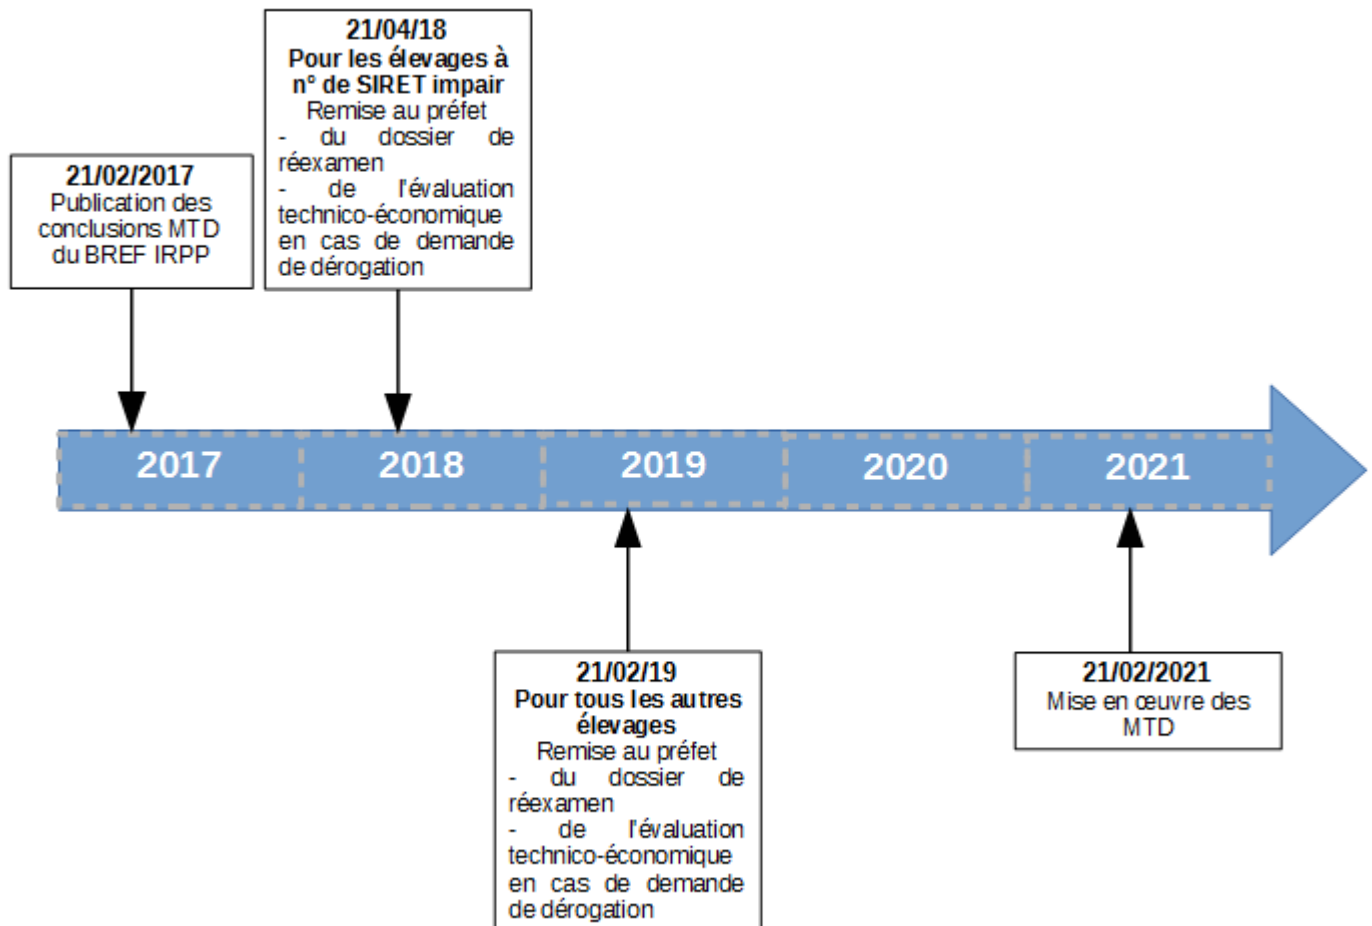 21/04/18
Pour les élevages à
n° de SIRET impair
Remise au préfet
- du dossier de
réexamen
- de l'évaluation
technico-économique
en cas de demande
de dérogation
21/02/2017
Publication des
conclusions MTD
du BREF IRPP
2017
2018
2019
2020
2021
21/02/19
Pour tous les autres
élevages
Remise au préfet
- du dossier de
réexamen
- de l'évaluation
technico-économique
en cas de demande
de dérogation
21/02/2021
Mise en œuvre des
MTD